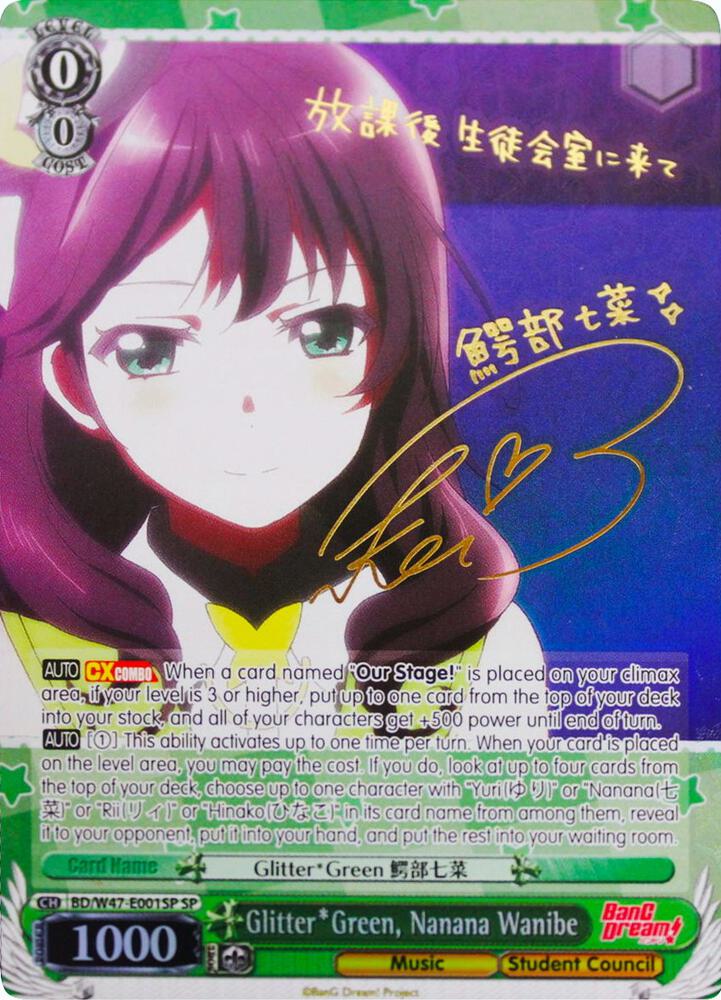 LEVEL
0
0
COST
放課後 生徒会室に来て
鰐部七菜
Kei
AUTO CXCOMBO When a card named "Our Stage!" is placed on your climax
area, if your level is 3 or higher, put up to one card from the top of your deck
into your stock, and all of your characters get +500 power until end of turn.
AUTO [①] This ability activates up to one time per turn. When your card is placed
on the level area, you may pay the cost. If you do, look at up to four cards from
the top of your deck, choose up to one character with "Yuri(ゆり)" or "Nanana(七
菜)" or "Rii(リィ)" or "Hinako(ひなこ)" in its card name from among them, reveal
it to your opponent, put it into your hand, and put the rest into your waiting room.
Card Name Glitter*Green 鰐部七菜
CH BD/W47-E001SP SP
Glitter*Green, Nanana Wanibe
BanG Dream!
POWER 1000 SOUL
Music Student Council
©BanG Dream! Project